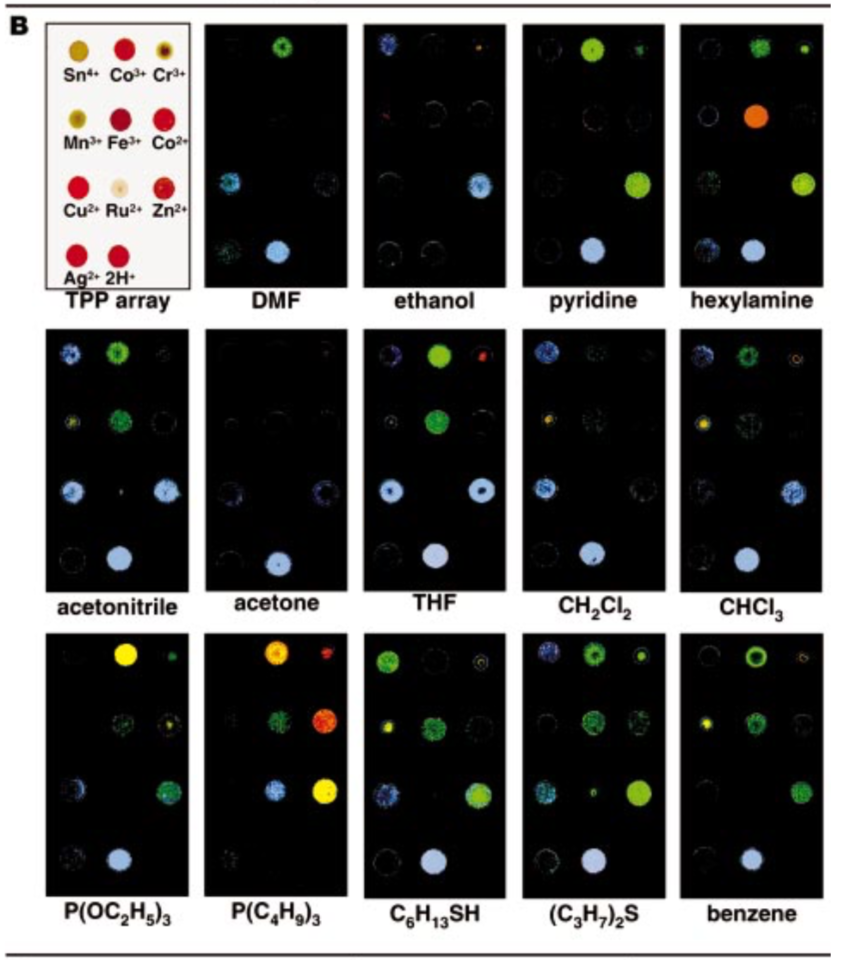 B
Sn⁴⁺ Co³⁺ Cr³⁺
Mn³⁺ Fe³⁺ Co²⁺
Cu²⁺ Ru²⁺ Zn²⁺
Ag²⁺ 2H⁺
TPP array DMF ethanol pyridine hexylamine
acetonitrile acetone THF CH₂Cl₂ CHCl₃
P(OC₂H₅)₃ P(C₄H₉)₃ C₆H₁₃SH (C₃H₇)₂S benzene